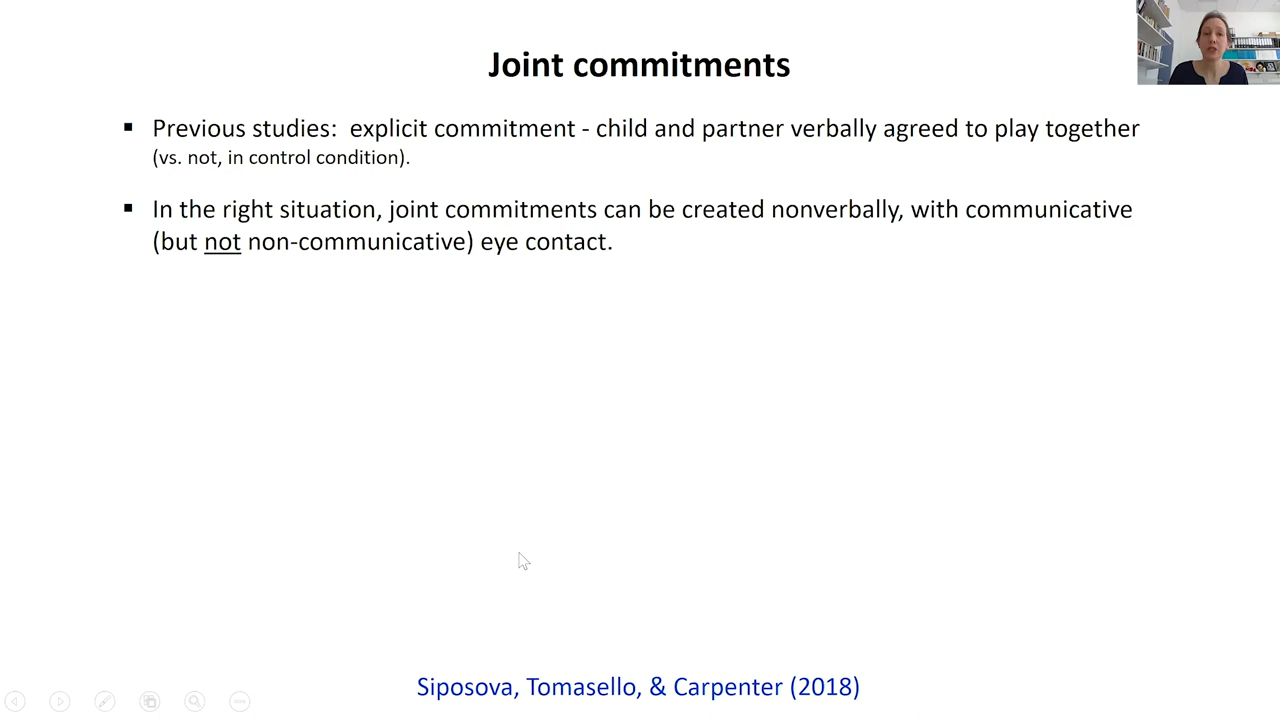 Joint commitments
▪ Previous studies: explicit commitment - child and partner verbally agreed to play together
(vs. not, in control condition).
▪ In the right situation, joint commitments can be created nonverbally, with communicative
(but not non-communicative) eye contact.
Siposova, Tomasello, & Carpenter (2018)